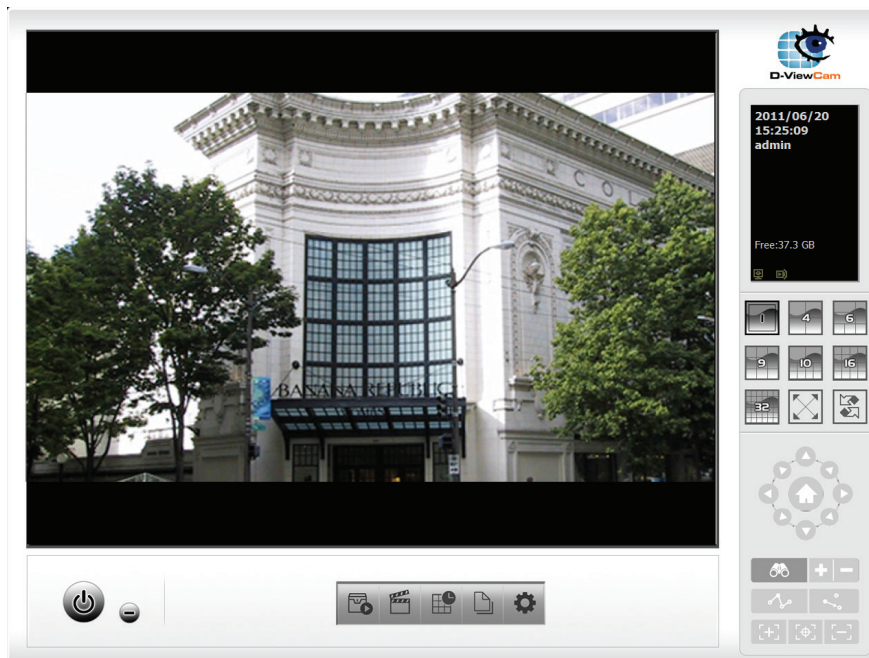 COL
BANANA REPUBLIC
D-ViewCam
2011/06/20
15:25:09
admin
Free:37.3 GB
1 4 6
9 10 16
32